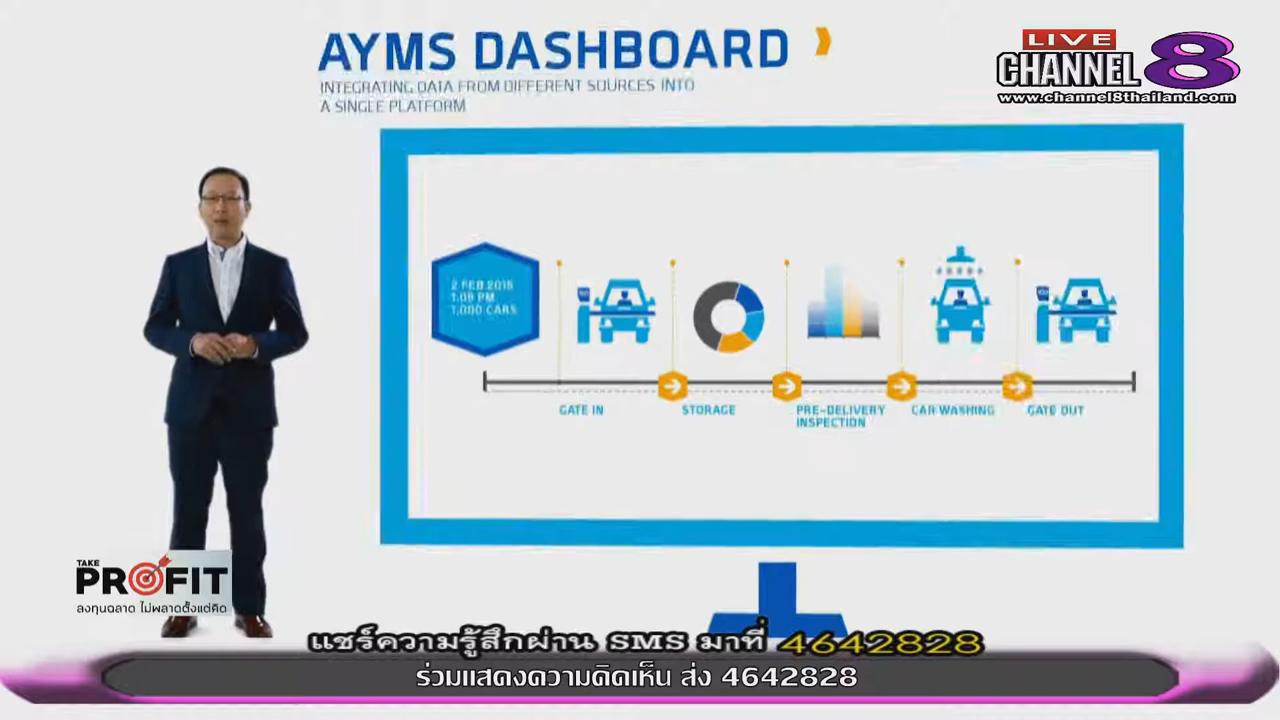 AYMS DASHBOARD
INTEGRATING DATA FROM DIFFERENT SOURCES INTO
A SINGLE PLATFORM
LIVE
CHANNEL 8
www.channel8thailand.com
2 FEB 2015
1.09 PM
1,000 CARS
GATE IN
STORAGE
PRE-DELIVERY
INSPECTION
CAR WASHING
GATE OUT
TAKE
PROFIT
ลงทุนฉลาด ไม่พลาดตั้งแต่คิด
แชร์ความรู้สึกผ่าน SMS มาที่ 4642828
ร่วมแสดงความคิดเห็น ส่ง 4642828